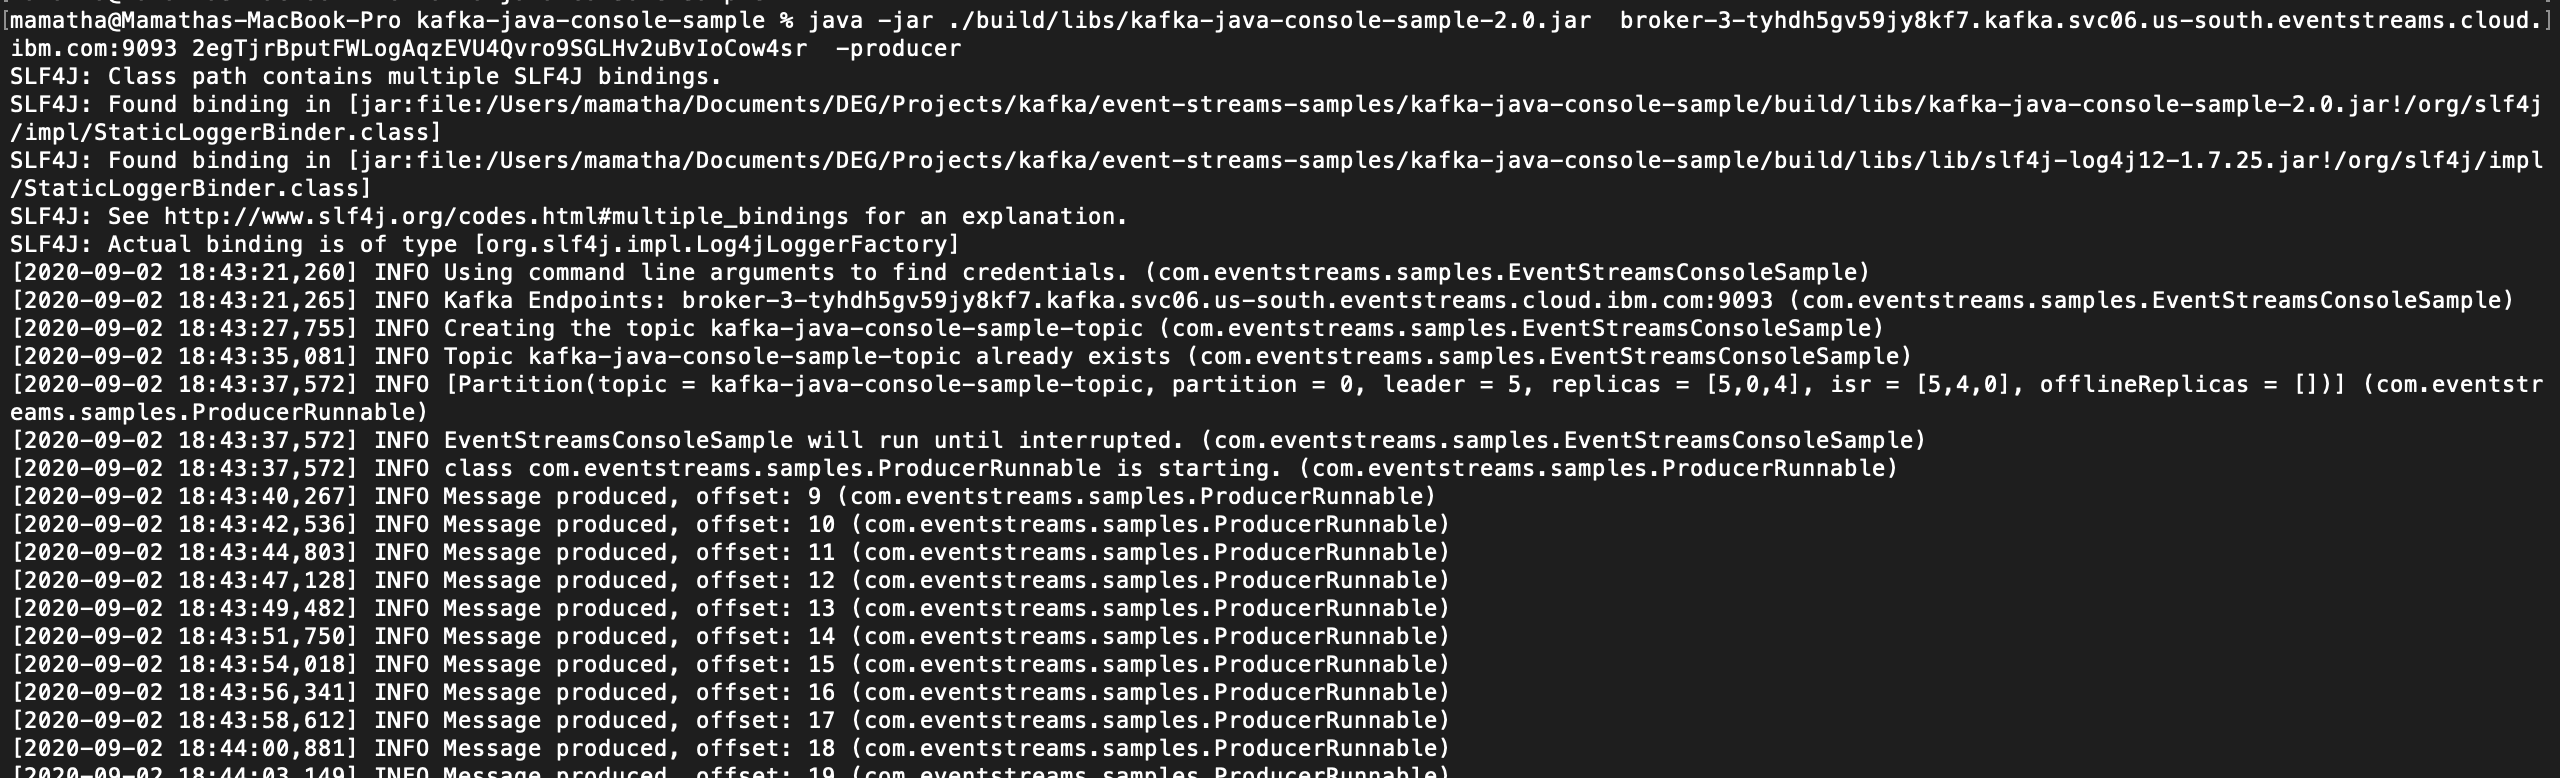 [mamatha@Mamathas-MacBook-Pro kafka-java-console-sample % java -jar ./build/libs/kafka-java-console-sample-2.0.jar  broker-3-tyhdh5gv59jy8kf7.kafka.svc06.us-south.eventstreams.cloud.]
ibm.com:9093 2egTjrBputFWLogAqzEVU4Qvro9SGLHv2uBvIoCow4sr  -producer
SLF4J: Class path contains multiple SLF4J bindings.
SLF4J: Found binding in [jar:file:/Users/mamatha/Documents/DEG/Projects/kafka/event-streams-samples/kafka-java-console-sample/build/libs/kafka-java-console-sample-2.0.jar!/org/slf4j
/impl/StaticLoggerBinder.class]
SLF4J: Found binding in [jar:file:/Users/mamatha/Documents/DEG/Projects/kafka/event-streams-samples/kafka-java-console-sample/build/libs/lib/slf4j-log4j12-1.7.25.jar!/org/slf4j/impl
/StaticLoggerBinder.class]
SLF4J: See http://www.slf4j.org/codes.html#multiple_bindings for an explanation.
SLF4J: Actual binding is of type [org.slf4j.impl.Log4jLoggerFactory]
[2020-09-02 18:43:21,260] INFO Using command line arguments to find credentials. (com.eventstreams.samples.EventStreamsConsoleSample)
[2020-09-02 18:43:21,265] INFO Kafka Endpoints: broker-3-tyhdh5gv59jy8kf7.kafka.svc06.us-south.eventstreams.cloud.ibm.com:9093 (com.eventstreams.samples.EventStreamsConsoleSample)
[2020-09-02 18:43:27,755] INFO Creating the topic kafka-java-console-sample-topic (com.eventstreams.samples.EventStreamsConsoleSample)
[2020-09-02 18:43:35,081] INFO Topic kafka-java-console-sample-topic already exists (com.eventstreams.samples.EventStreamsConsoleSample)
[2020-09-02 18:43:37,572] INFO [Partition(topic = kafka-java-console-sample-topic, partition = 0, leader = 5, replicas = [5,0,4], isr = [5,4,0], offlineReplicas = [])] (com.eventstr
eams.samples.ProducerRunnable)
[2020-09-02 18:43:37,572] INFO EventStreamsConsoleSample will run until interrupted. (com.eventstreams.samples.EventStreamsConsoleSample)
[2020-09-02 18:43:37,572] INFO class com.eventstreams.samples.ProducerRunnable is starting. (com.eventstreams.samples.ProducerRunnable)
[2020-09-02 18:43:40,267] INFO Message produced, offset: 9 (com.eventstreams.samples.ProducerRunnable)
[2020-09-02 18:43:42,536] INFO Message produced, offset: 10 (com.eventstreams.samples.ProducerRunnable)
[2020-09-02 18:43:44,803] INFO Message produced, offset: 11 (com.eventstreams.samples.ProducerRunnable)
[2020-09-02 18:43:47,128] INFO Message produced, offset: 12 (com.eventstreams.samples.ProducerRunnable)
[2020-09-02 18:43:49,482] INFO Message produced, offset: 13 (com.eventstreams.samples.ProducerRunnable)
[2020-09-02 18:43:51,750] INFO Message produced, offset: 14 (com.eventstreams.samples.ProducerRunnable)
[2020-09-02 18:43:54,018] INFO Message produced, offset: 15 (com.eventstreams.samples.ProducerRunnable)
[2020-09-02 18:43:56,341] INFO Message produced, offset: 16 (com.eventstreams.samples.ProducerRunnable)
[2020-09-02 18:43:58,612] INFO Message produced, offset: 17 (com.eventstreams.samples.ProducerRunnable)
[2020-09-02 18:44:00,881] INFO Message produced, offset: 18 (com.eventstreams.samples.ProducerRunnable)
[2020-09-02 18:44:03,149] INFO Message produced, offset: 19 (com.eventstreams.samples.ProducerRunnable)